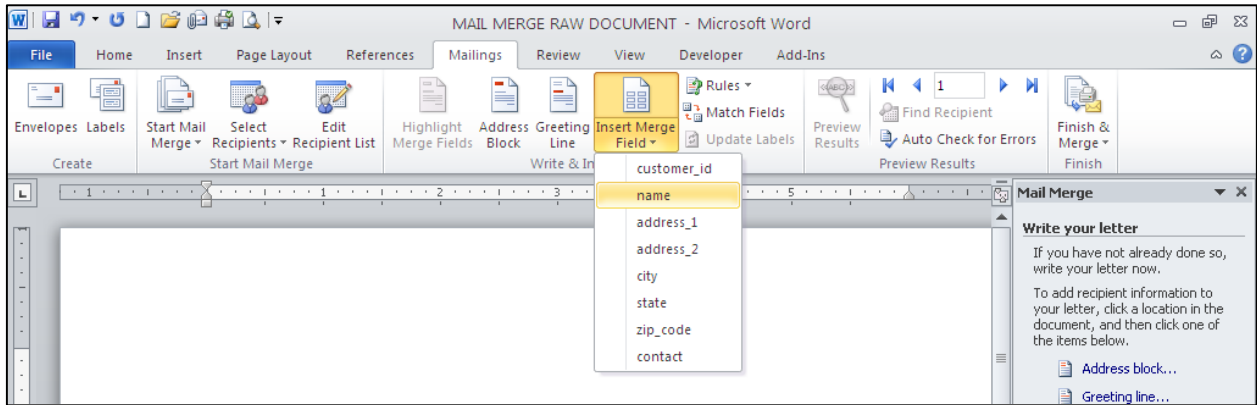 MAIL MERGE RAW DOCUMENT - Microsoft Word
File Home Insert Page Layout References Mailings Review View Developer Add-Ins
Envelopes Labels Start Mail Merge Select Recipients Edit Recipient List Highlight Merge Fields Address Block Greeting Line Insert Merge Field Rules Match Fields Update Labels Preview Results 1 Find Recipient Auto Check for Errors Finish & Merge
Create Start Mail Merge Write & In Preview Results Finish
customer_id
name
address_1
address_2
city
state
zip_code
contact
1 1 2 3 5
Mail Merge
Write your letter
If you have not already done so,
write your letter now.
To add recipient information to
your letter, click a location in the
document, and then click one of
the items below.
Address block...
Greeting line...